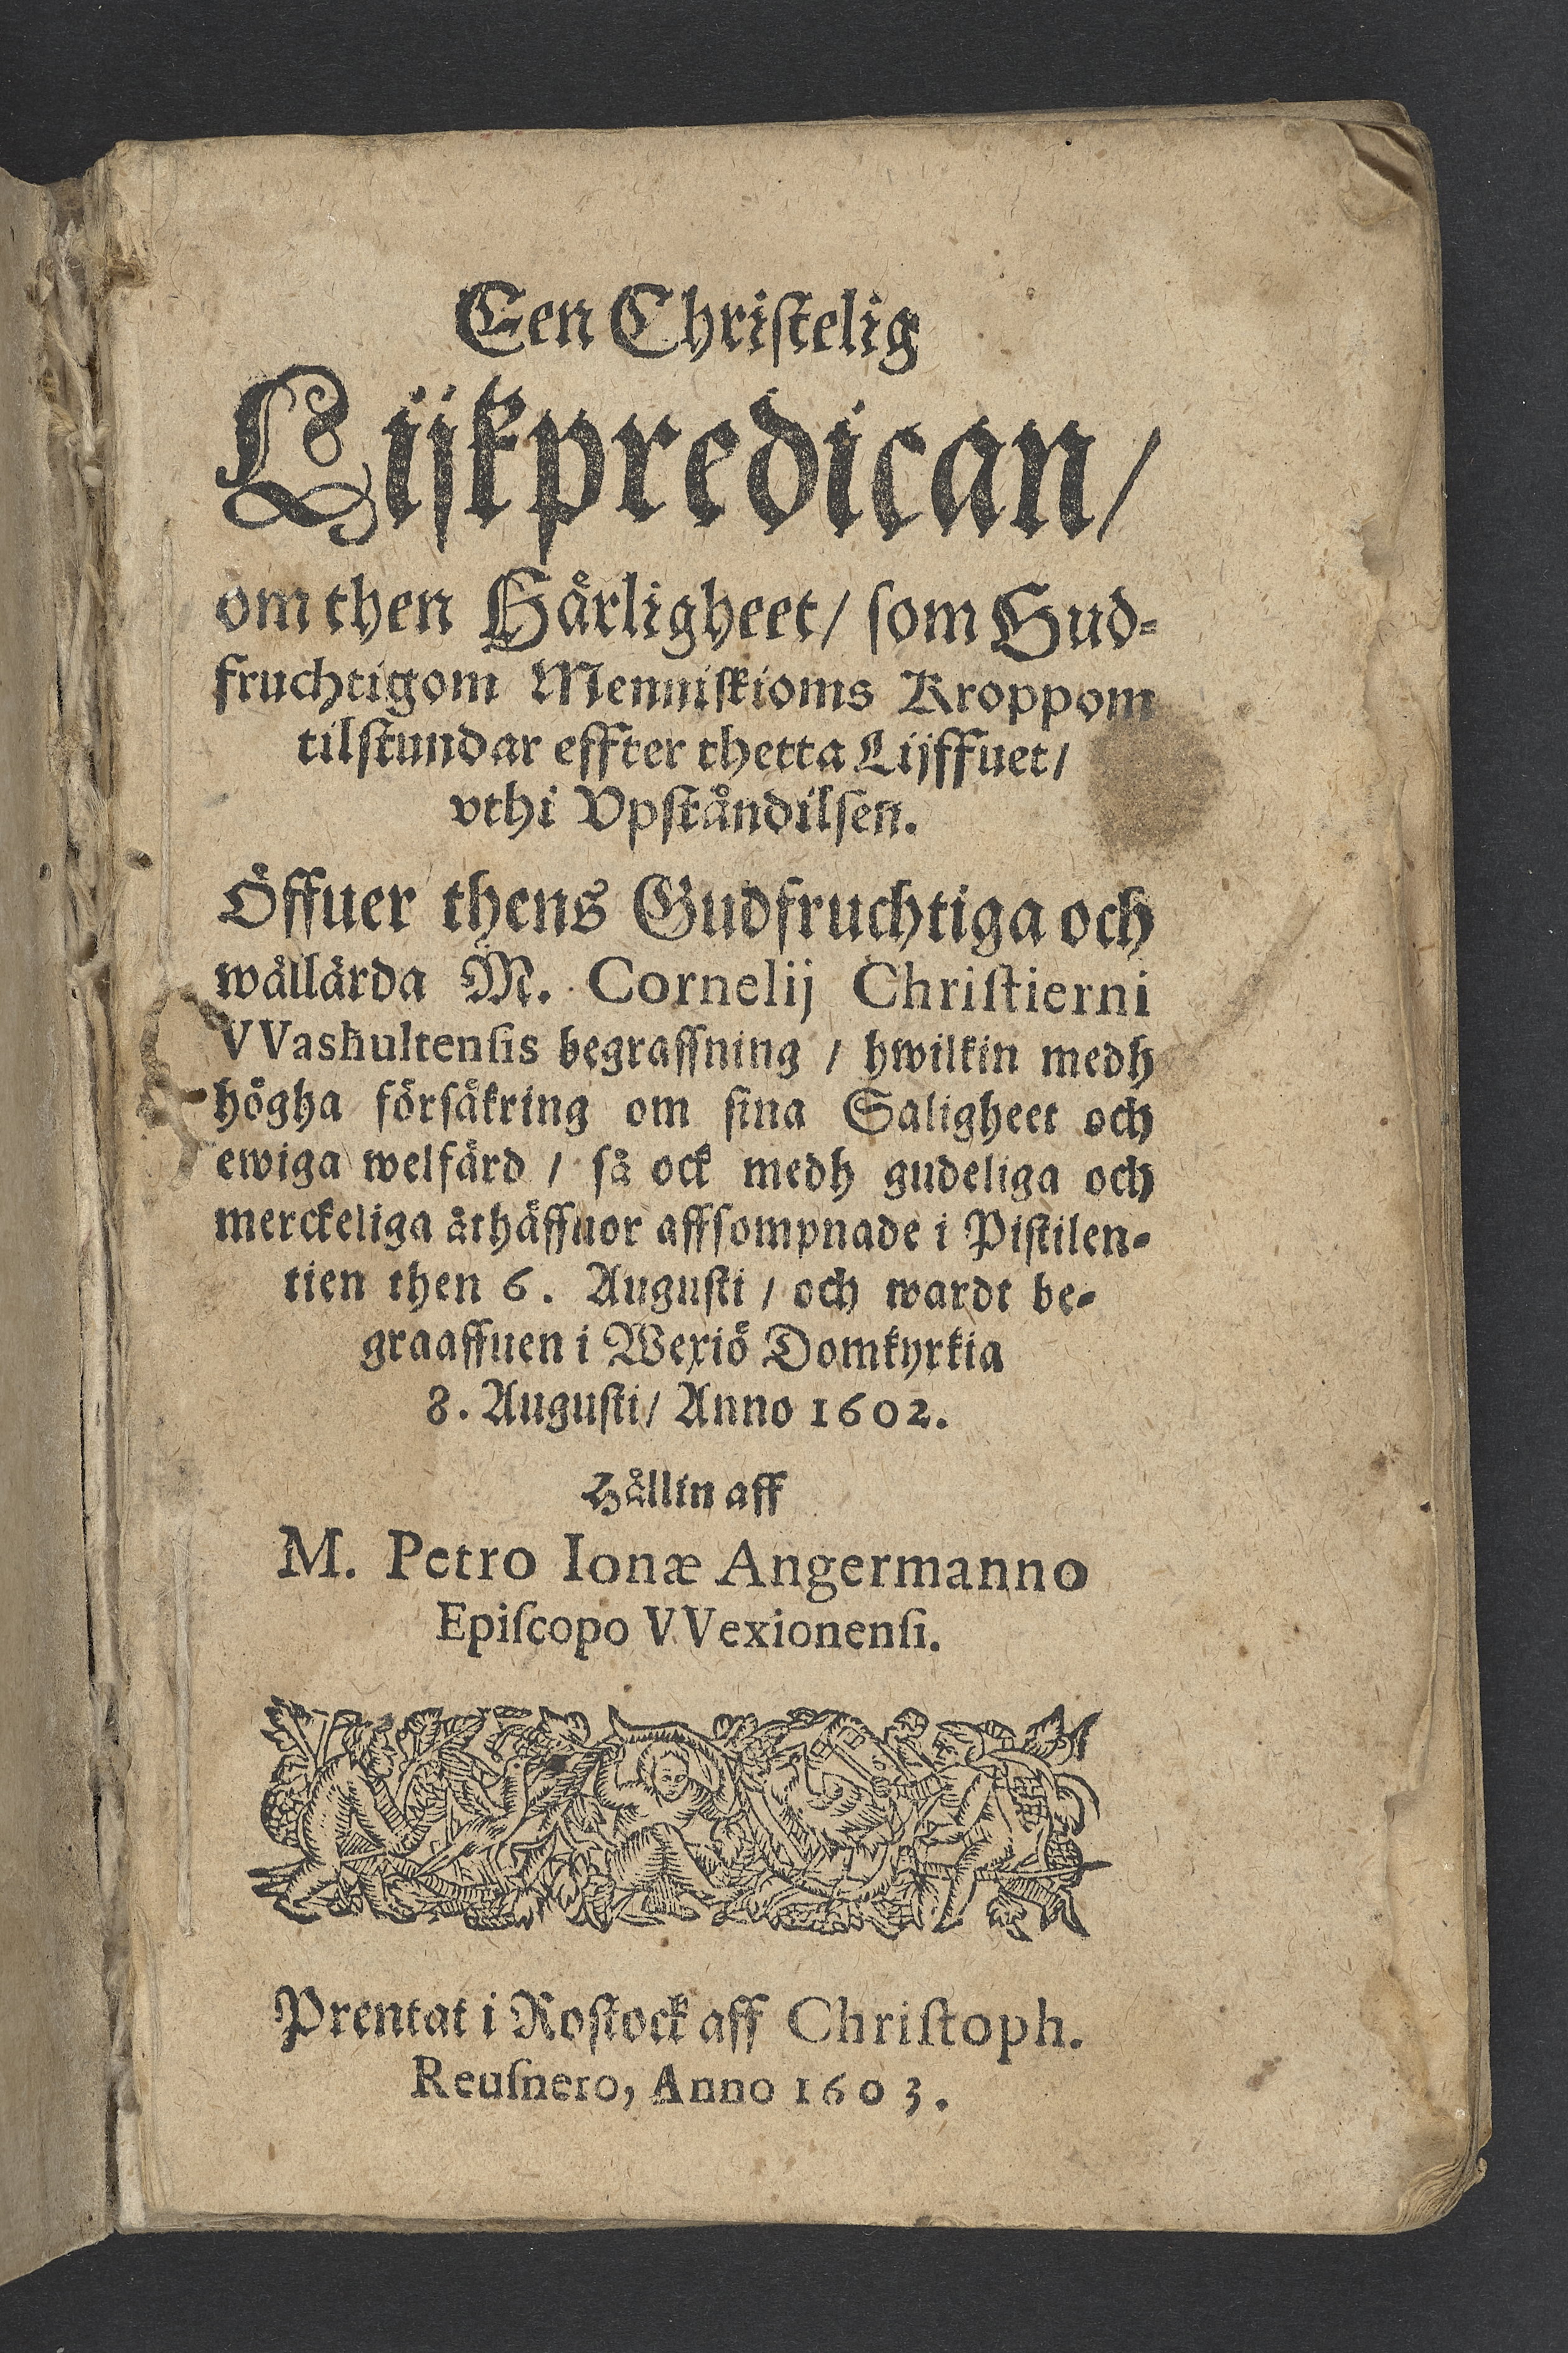 Een Chriſtelig
Lijkpredican/
om then Hårligheet/ som Gud⸗
fruchtigom Menniſkioms Kroppom
tilſtundar effter thetta Lijffuet/
vthi Vpſtåndilſen.
Öffuer thens Gudfruchtiga och
wällärda M. Cornelij Chriſtierni
VVashultenſis begraffning / hwilkin medh
högha förſäkring om ſina Saligheet och
ewiga welfärd / ſå ock medh gudeliga och
merckeliga åthäffuor affſompnade i Piſtilen⸗
tien then 6. Auguſti / och wardt be⸗
graaffuen i Wexiö Domkyrkia
8. Auguſti/ Anno 1602.
Hållin aff
M. Petro Ionæ Angermanno
Epiſcopo VVexionenſi.
Prentat i Roſtock aff Chriſtoph.
Reuſnero, Anno 1603.